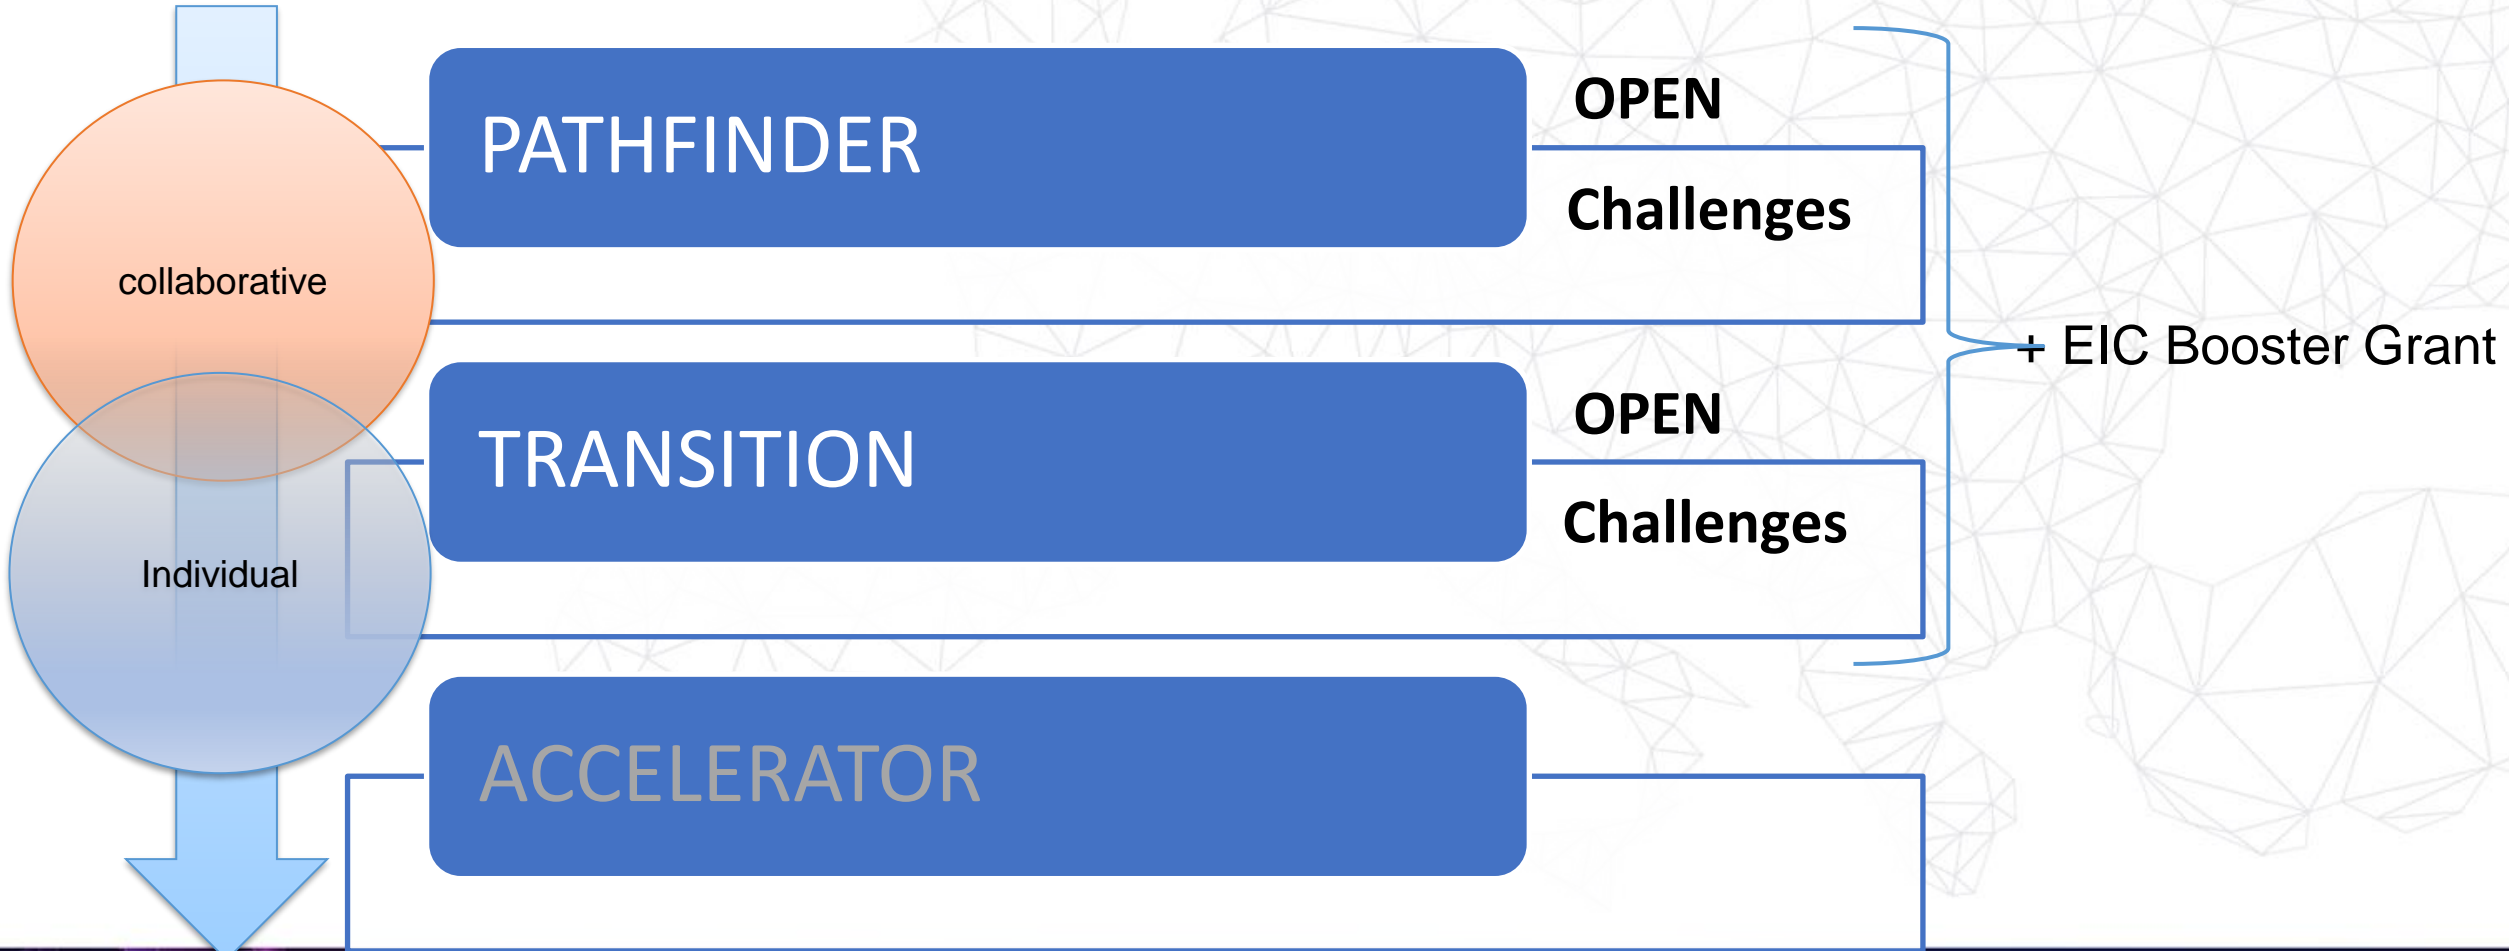 collaborative
Individual
PATHFINDER
OPEN
Challenges
TRANSITION
OPEN
Challenges
ACCELERATOR
+ EIC Booster Grant